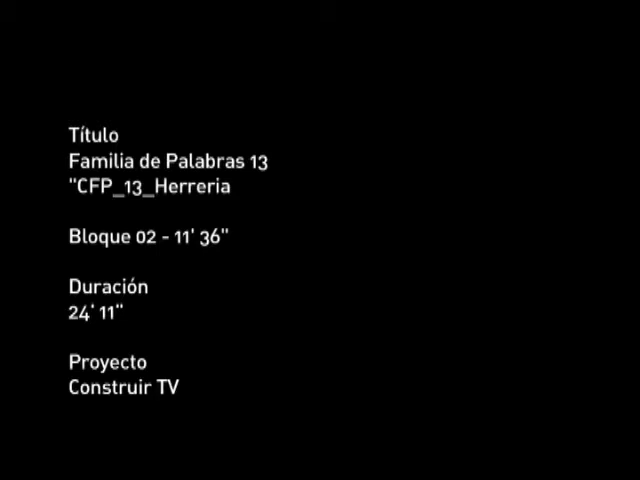 Título
Familia de Palabras 13
"CFP_13_Herreria
Bloque 02 - 11' 36"
Duración
24' 11"
Proyecto
Construir TV